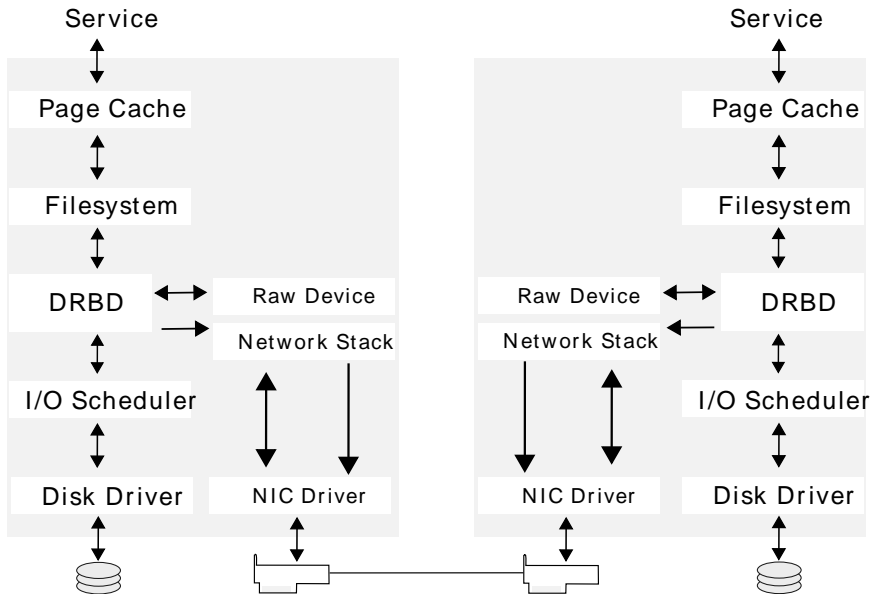 Service Service
Page Cache Page Cache
Filesystem Filesystem
DRBD Raw Device Raw Device DRBD
Network Stack Network Stack
I/O Scheduler I/O Scheduler
Disk Driver NIC Driver NIC Driver Disk Driver